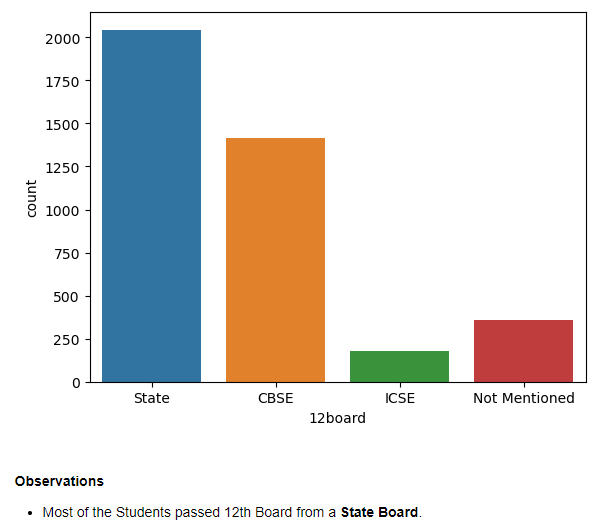 2000
1750
1500
1250
1000
750
500
250
0
count
State CBSE ICSE Not Mentioned
12board
Observations
• Most of the Students passed 12th Board from a State Board.